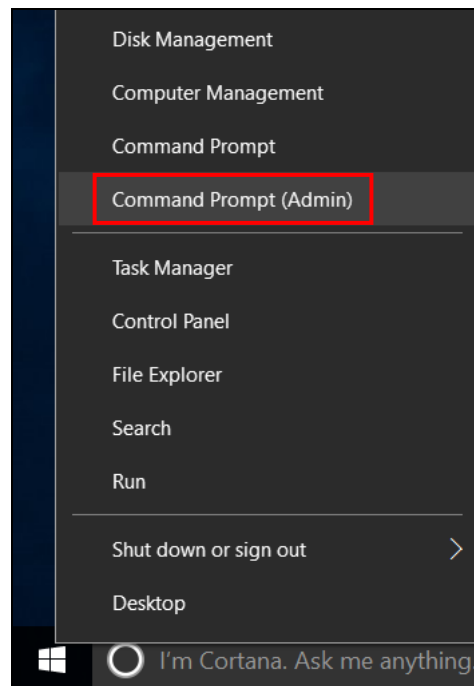 Disk Management
Computer Management
Command Prompt
Command Prompt (Admin)
Task Manager
Control Panel
File Explorer
Search
Run
Shut down or sign out
Desktop
I'm Cortana. Ask me anything.